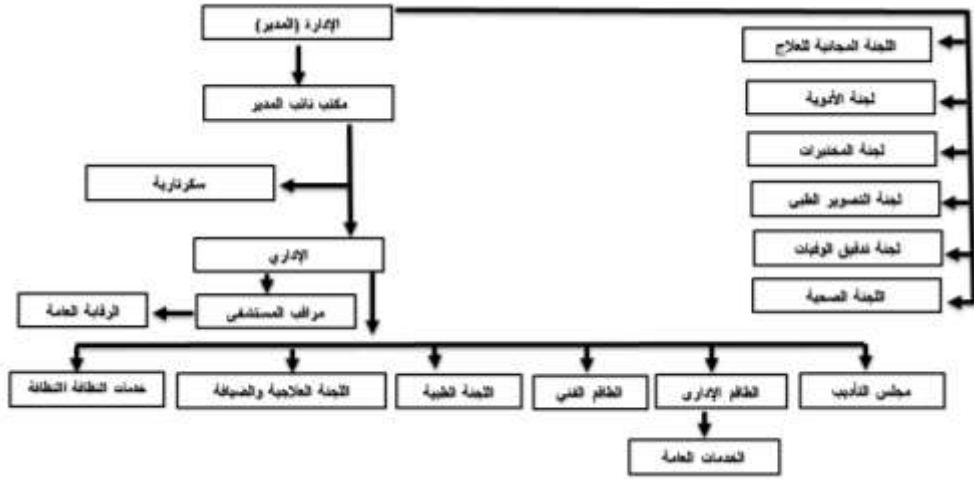 الإدارة (المدير)
مكتب نائب المدير
سكرتارية
الإداري
مراقب المستشفى
الرقابة العامة
اللجنة المجانية للعلاج
لجنة الأدوية
لجنة المختبرات
لجنة التصوير الطبي
لجنة تدقيق الوفيات
اللجنة الصحية
مجلس التأديب
الطاقم الإداري
الطاقم الفني
اللجنة الطبية
اللجنة العلاجية والضيافة
خدمات النظافة النظافة
الخدمات العامة